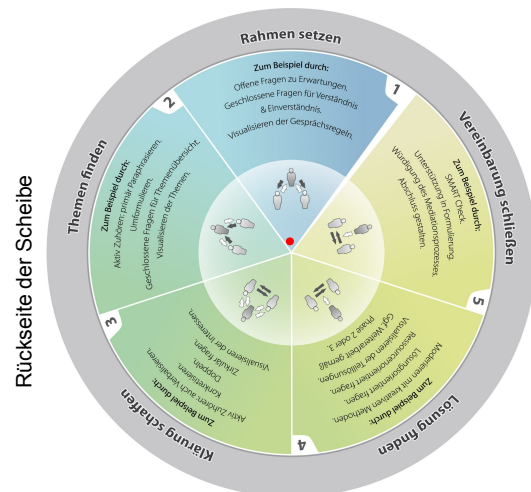 Rückseite der Scheibe
Rahmen setzen
1
Zum Beispiel durch:
Offene Fragen zu Erwartungen.
Geschlossene Fragen für Verständnis
& Einverständnis.
Visualisieren der Gesprächsregeln.
Themen finden
2
Zum Beispiel durch:
Aktiv Zuhören: primär Paraphrasieren.
Umformulieren.
Geschlossene Fragen für Themenübersicht.
Visualisieren der Themen.
Klärung schaffen
3
Zum Beispiel durch:
Aktiv Zuhören: auch Verbalisieren.
Konkretisieren.
Doppeln.
Zirkulär fragen.
Visualisieren der Interessen.
Lösung finden
4
Zum Beispiel durch:
Moderieren mit kreativen Methoden.
Lösungsorientiert fragen.
Ressourcenorientiert fragen.
Visualisieren der Teillösungen.
Ggf. Weiterarbeit gemäß
Phase 2 oder 3.
Vereinbarung schließen
5
Zum Beispiel durch:
SMART Check.
Unterstützung in Formulierung.
Würdigung des Mediationsprozesses.
Abschluss gestalten.